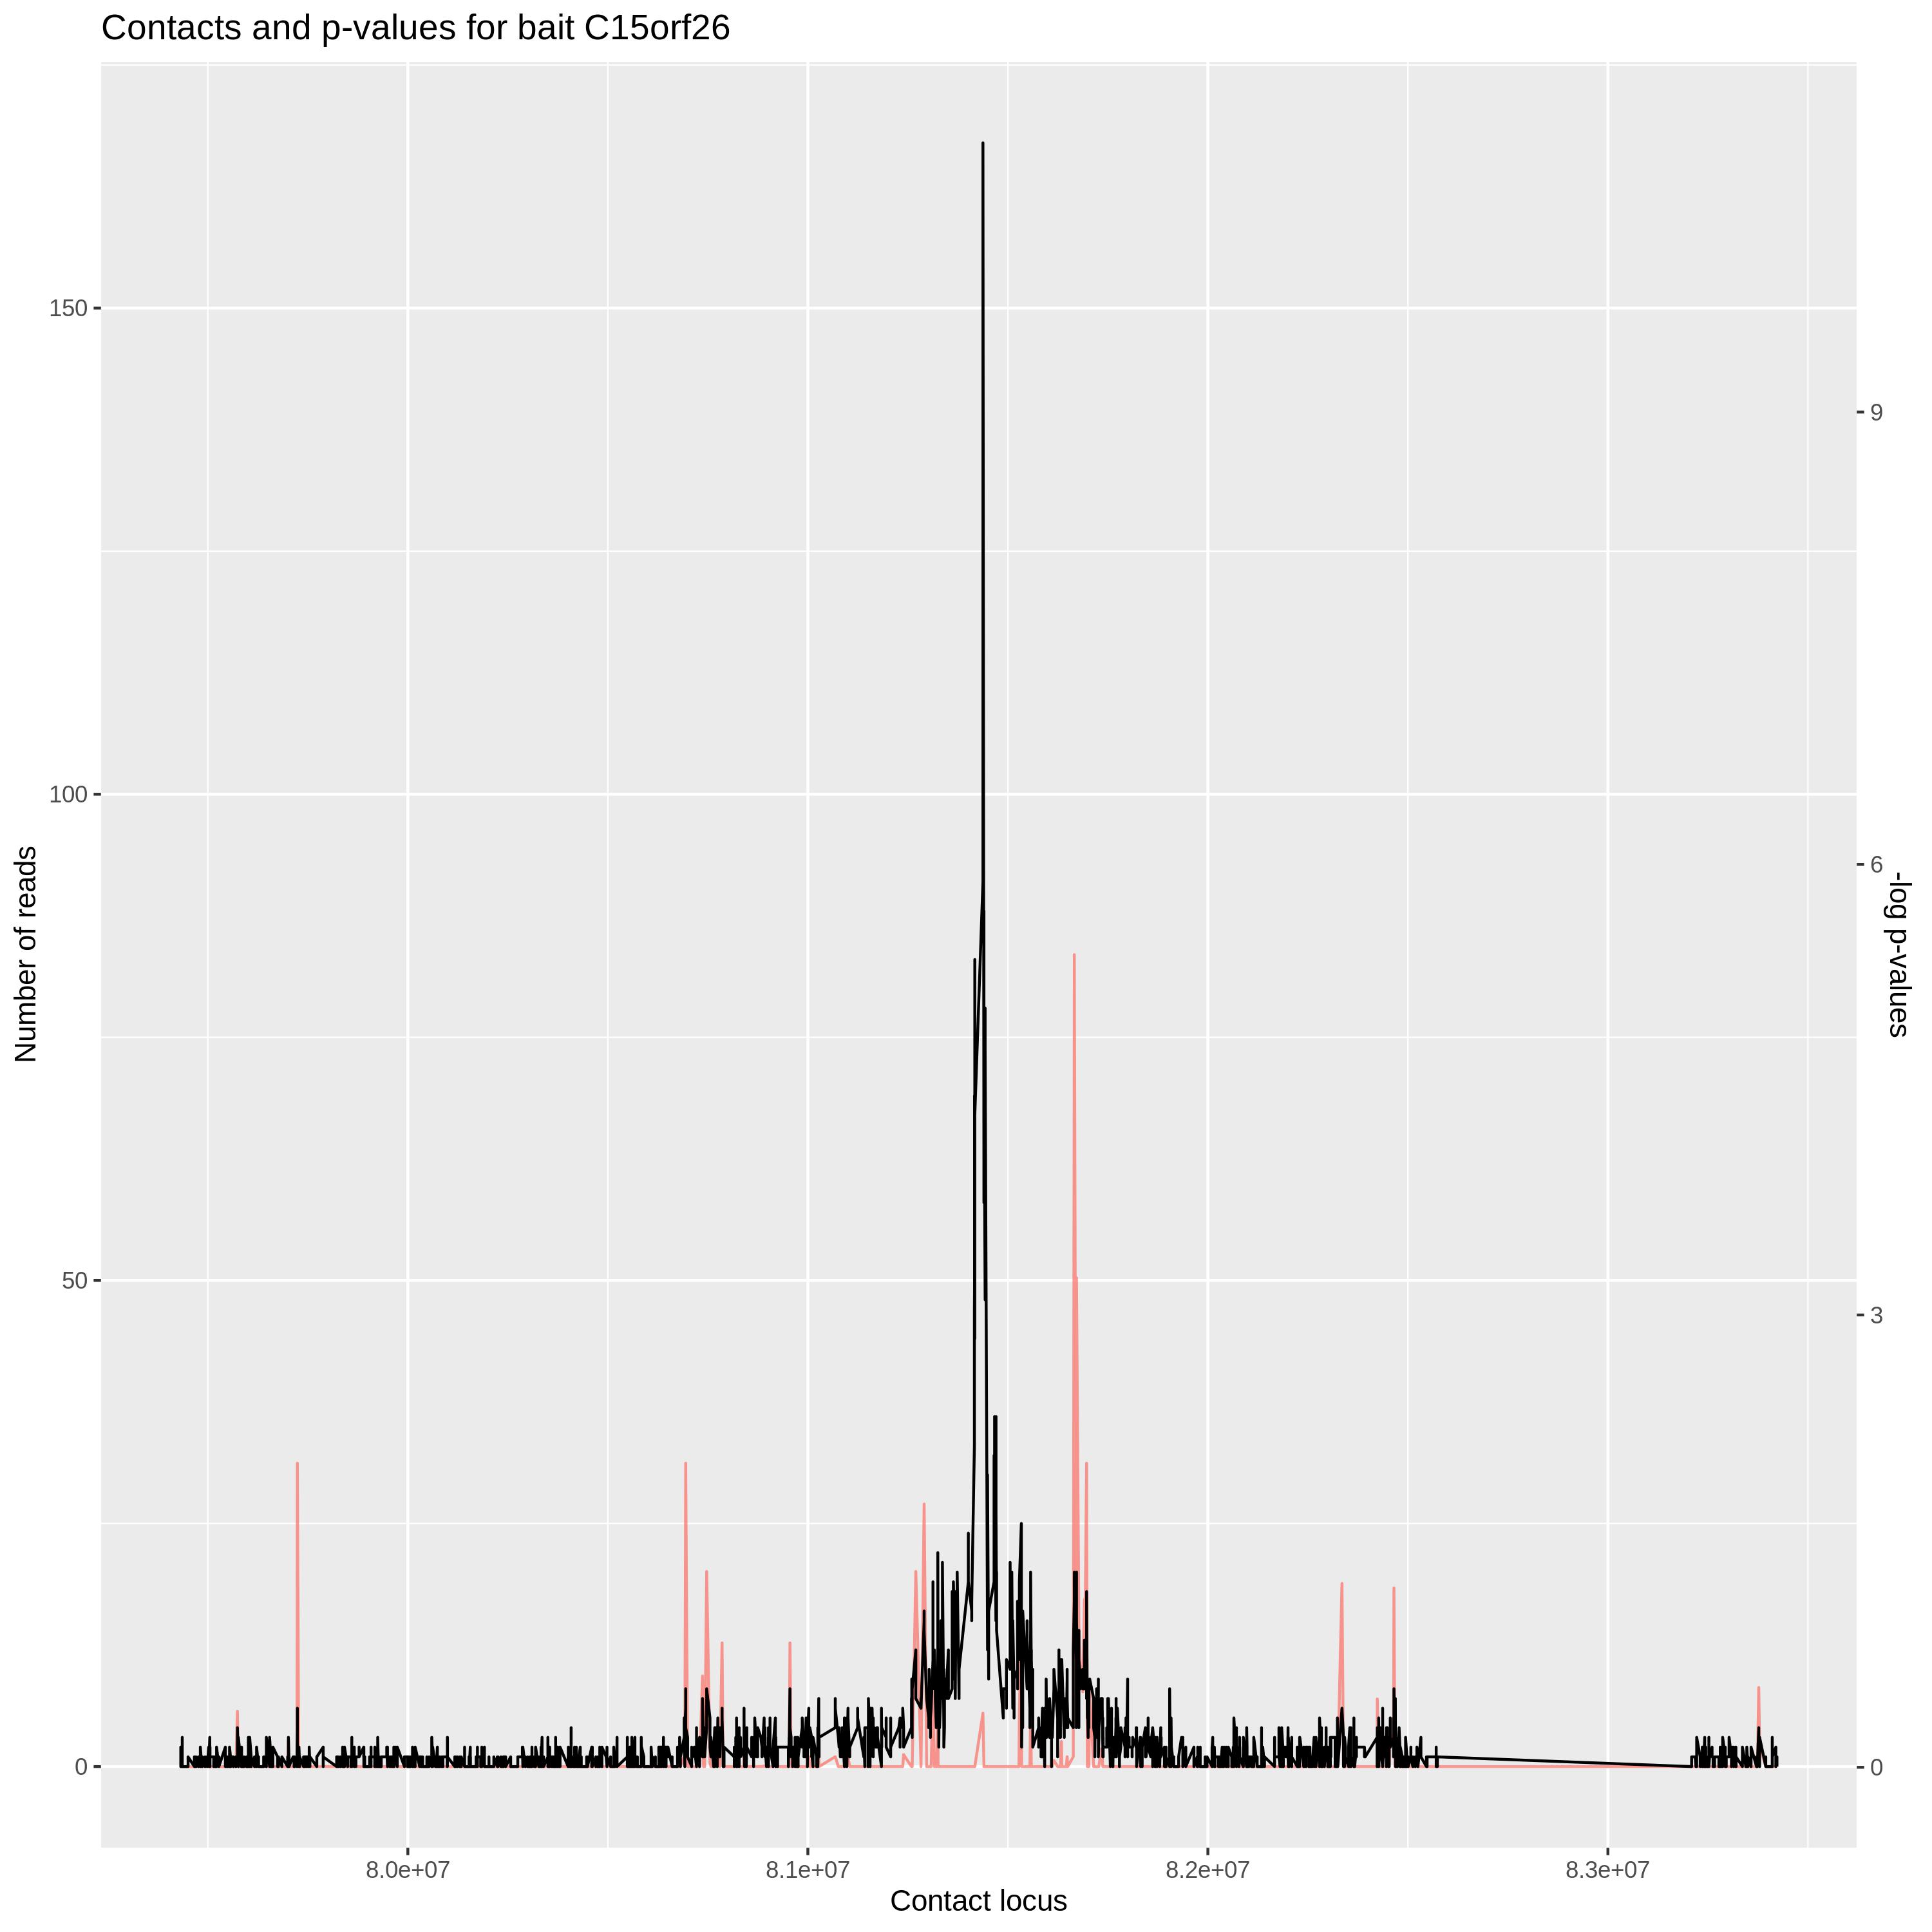 Contacts and p-values for bait C15orf26
150
100
50
0
Number of reads
9
6
3
0
-log p-values
8.0e+07
8.1e+07
8.2e+07
8.3e+07
Contact locus